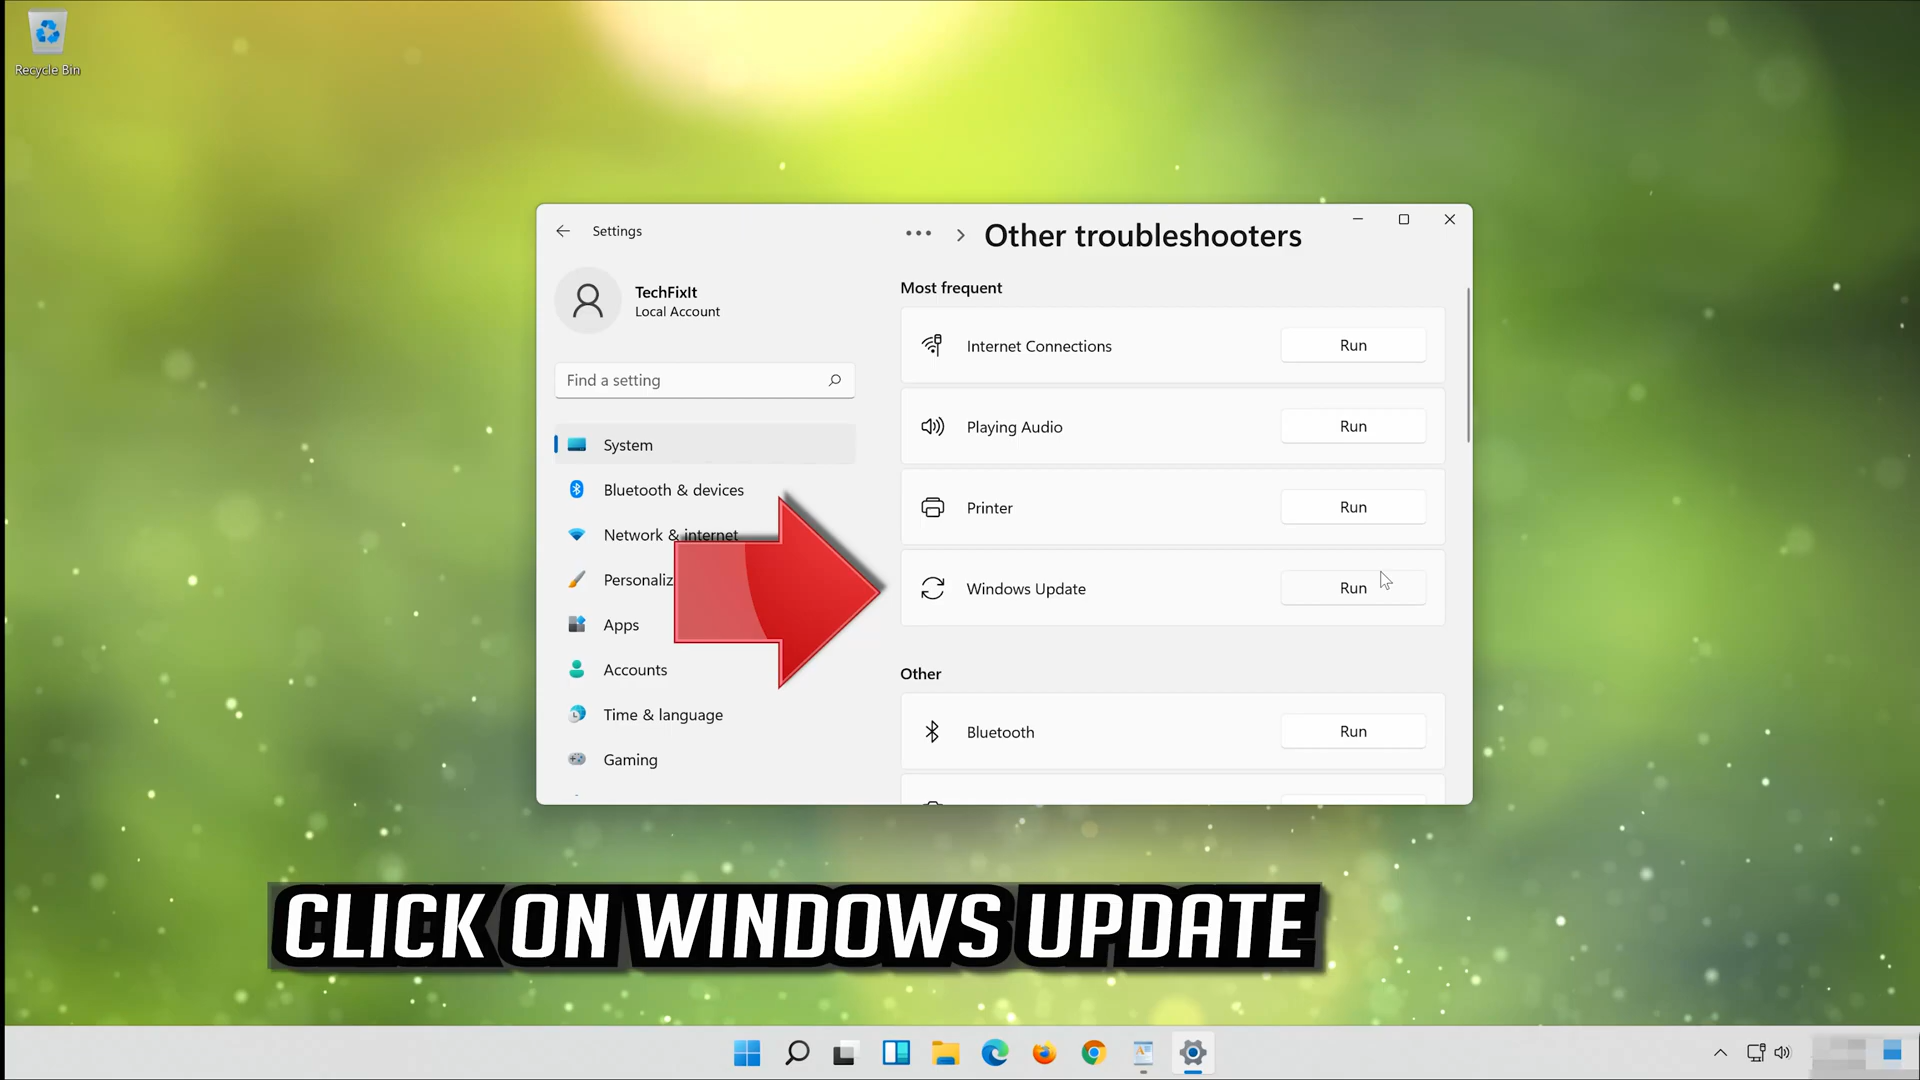 Recycle Bin
Settings
Other troubleshooters
TechFixIt
Local Account
Find a setting
System
Bluetooth & devices
Network & internet
Personaliz
Apps
Accounts
Time & language
Gaming
Most frequent
Internet Connections
Run
Playing Audio
Run
Printer
Run
Windows Update
Run
Other
Bluetooth
Run
CLICK ON WINDOWS UPDATE